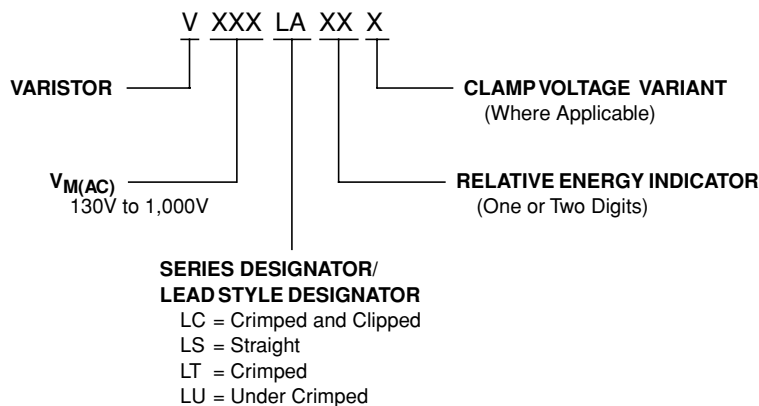 V XXX LA XX X
VARISTOR
CLAMP VOLTAGE VARIANT
(Where Applicable)
VM(AC)
130V to 1,000V
RELATIVE ENERGY INDICATOR
(One or Two Digits)
SERIES DESIGNATOR/
LEAD STYLE DESIGNATOR
LC = Crimped and Clipped
LS = Straight
LT = Crimped
LU = Under Crimped